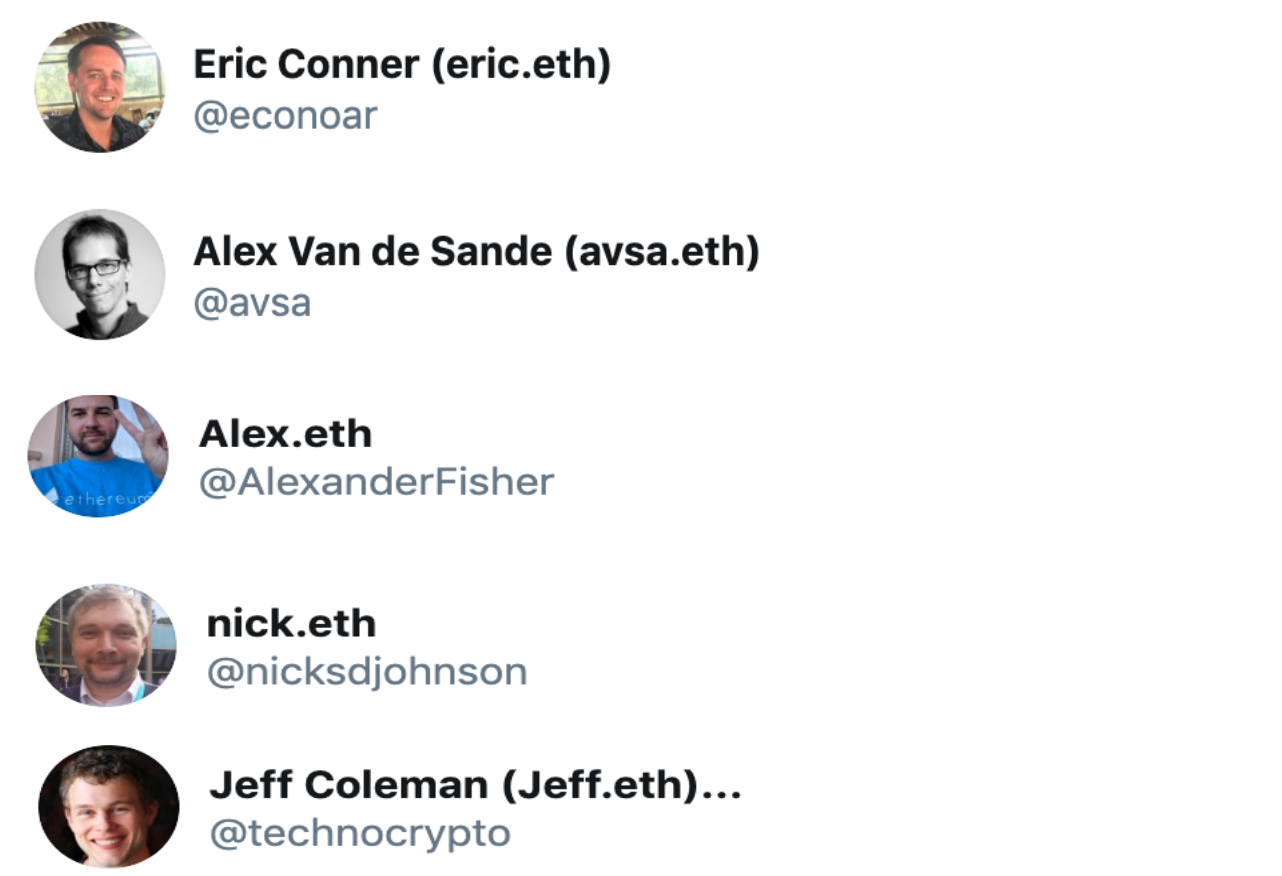 Eric Conner (eric.eth)
@econoar
Alex Van de Sande (avsa.eth)
@avsa
Alex.eth
@AlexanderFisher
ethereum
nick.eth
@nicksdjohnson
Jeff Coleman (Jeff.eth)...
@technocrypto